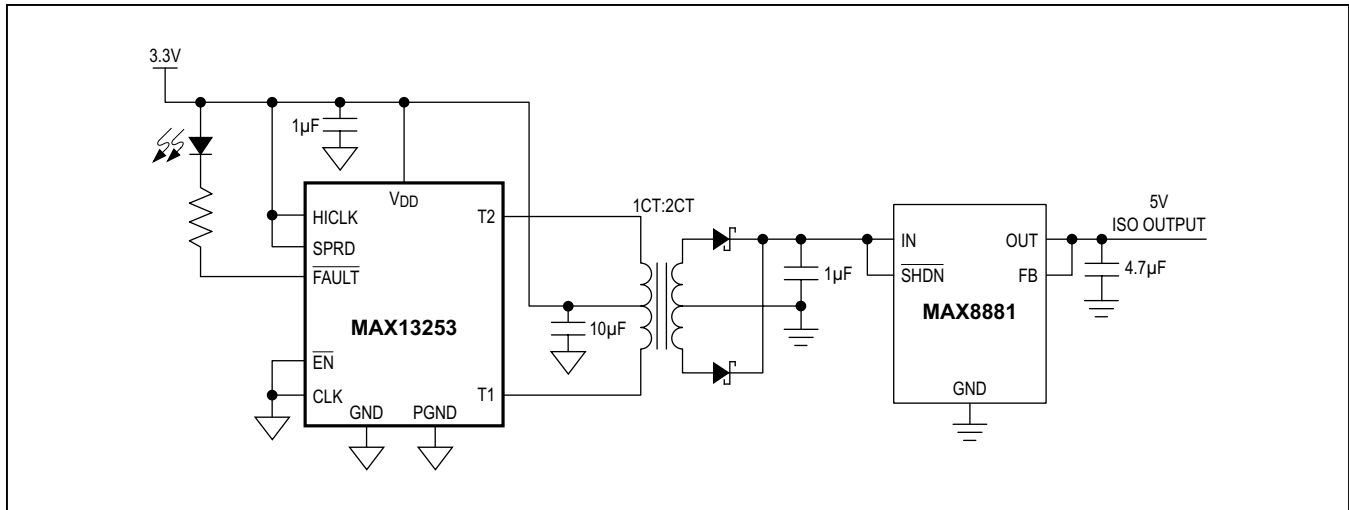 3.3V
1µF
VDD
HICLK
SPRD
FAULT
EN
CLK
GND
PGND
T2
T1
MAX13253
1CT:2CT
10µF
1µF
IN
SHDN
OUT
FB
MAX8881
GND
5V
ISO OUTPUT
4.7µF